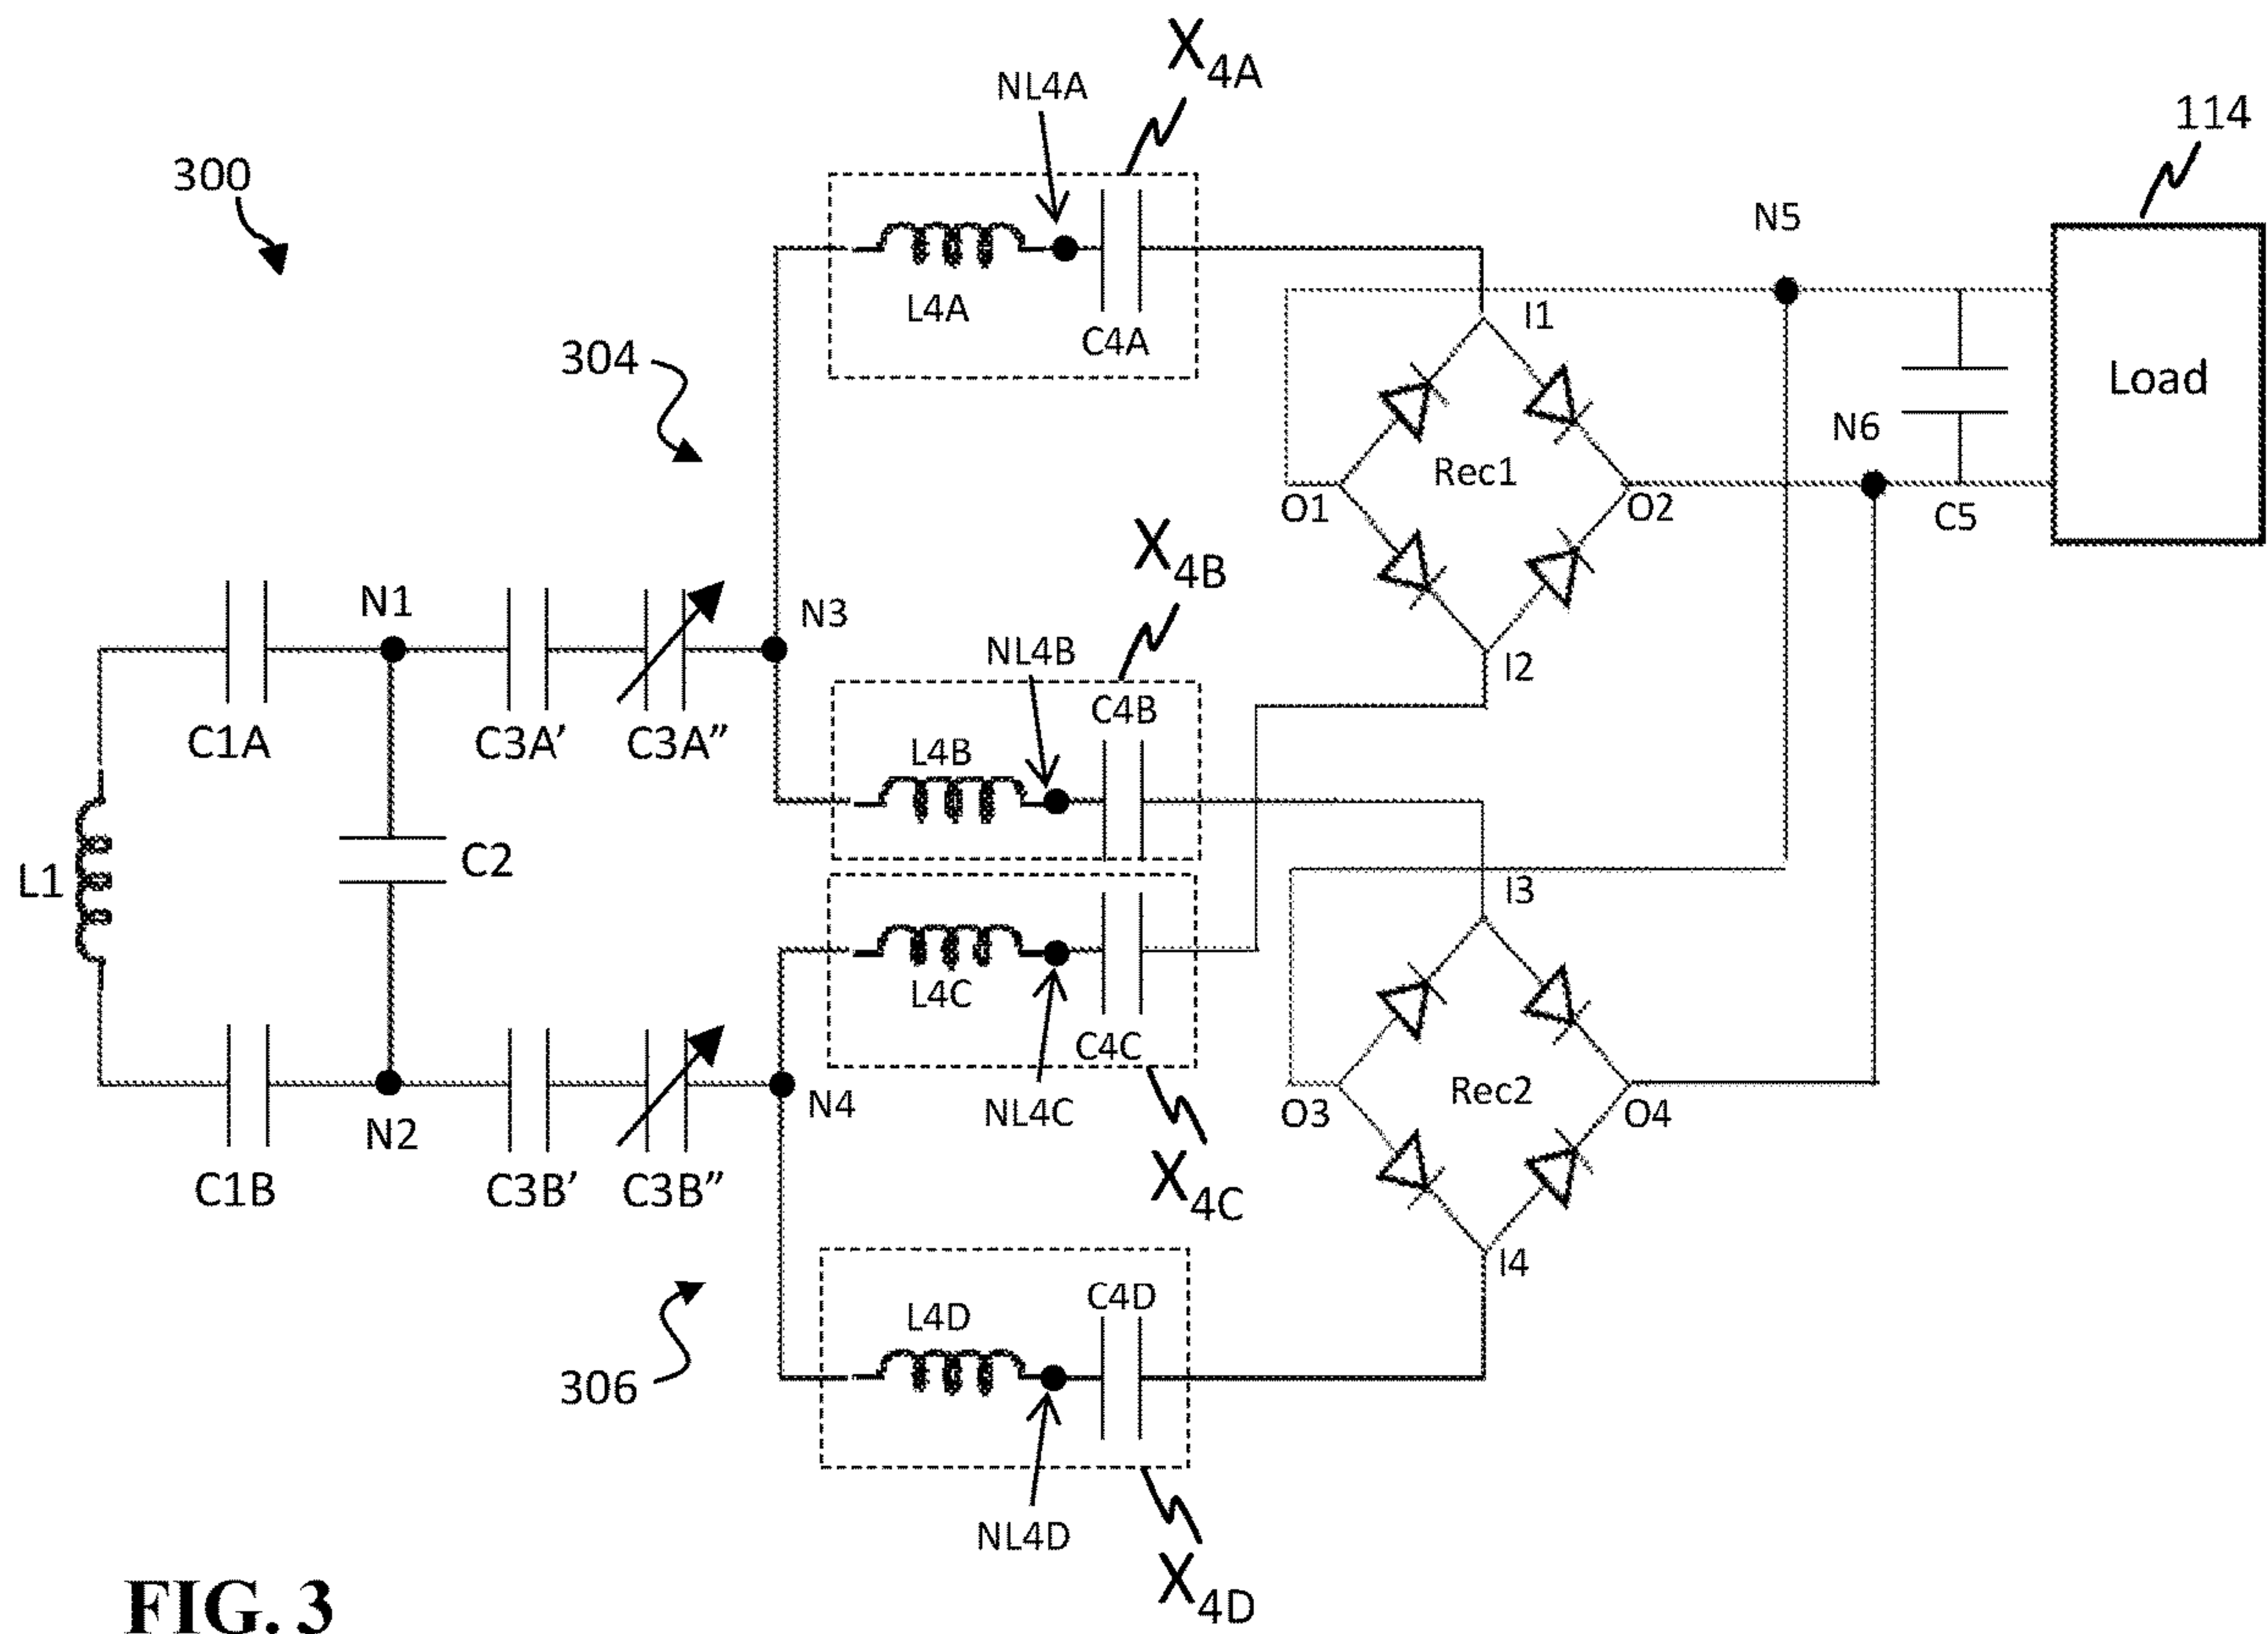 X4A
NL4A
114
300
N5
L4A
C4A
I1
304
Load
N6
Rec1
O1
O2
C5
X4B
N1
N3
NL4B
I2
C4B
C1A
C3A’
C3A”
L4B
L1
C2
I3
L4C
C4C
Rec2
N4
NL4C
O3
O4
N2
C1B
C3B’
C3B”
X4C
I4
C4D
L4D
306
NL4D
X4D
FIG. 3